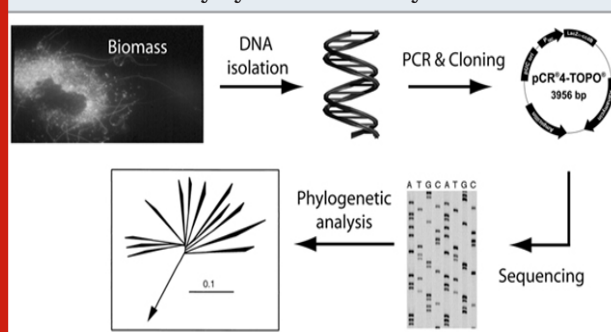 Biomass
DNA
isolation
PCR & Cloning
pCR®4-TOPO®
3956 bp
Phylogenetic
analysis
A T G C A T G C
0.1
Sequencing